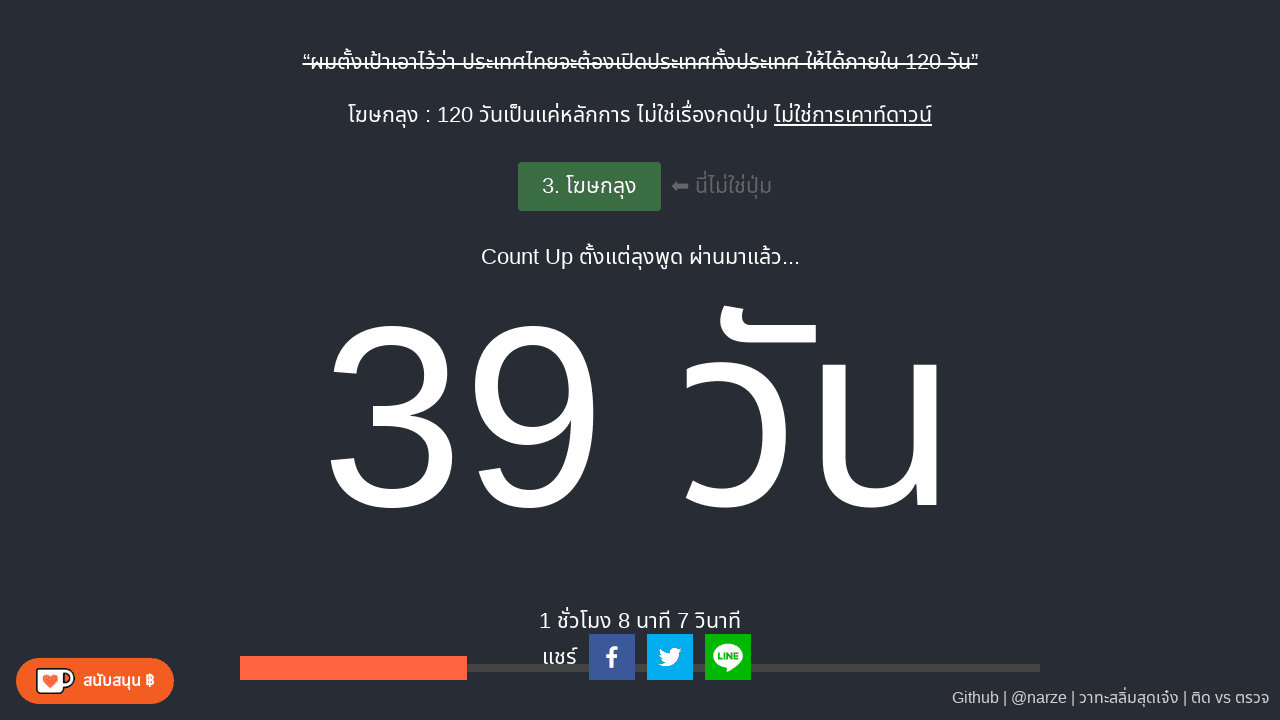 “ผมตั้งเป้าเอาไว้ว่า ประเทศไทยจะต้องเปิดประเทศทั้งประเทศ ให้ได้ภายใน 120 วัน”
โฆษกลุง : 120 วันเป็นแค่หลักการ ไม่ใช่เรื่องกดปุ่ม ไม่ใช่การเคาท์ดาวน์
3. โฆษกลุง ⬅ นี่ไม่ใช่ปุ่ม
Count Up ตั้งแต่ลุงพูด ผ่านมาแล้ว...
39 วัน
1 ชั่วโมง 8 นาที 7 วินาที
แชร์ LINE
สนับสนุน ฿
Github | @narze | วาทะสลิ่มสุดเจ๋ง | ติด vs ตรวจ